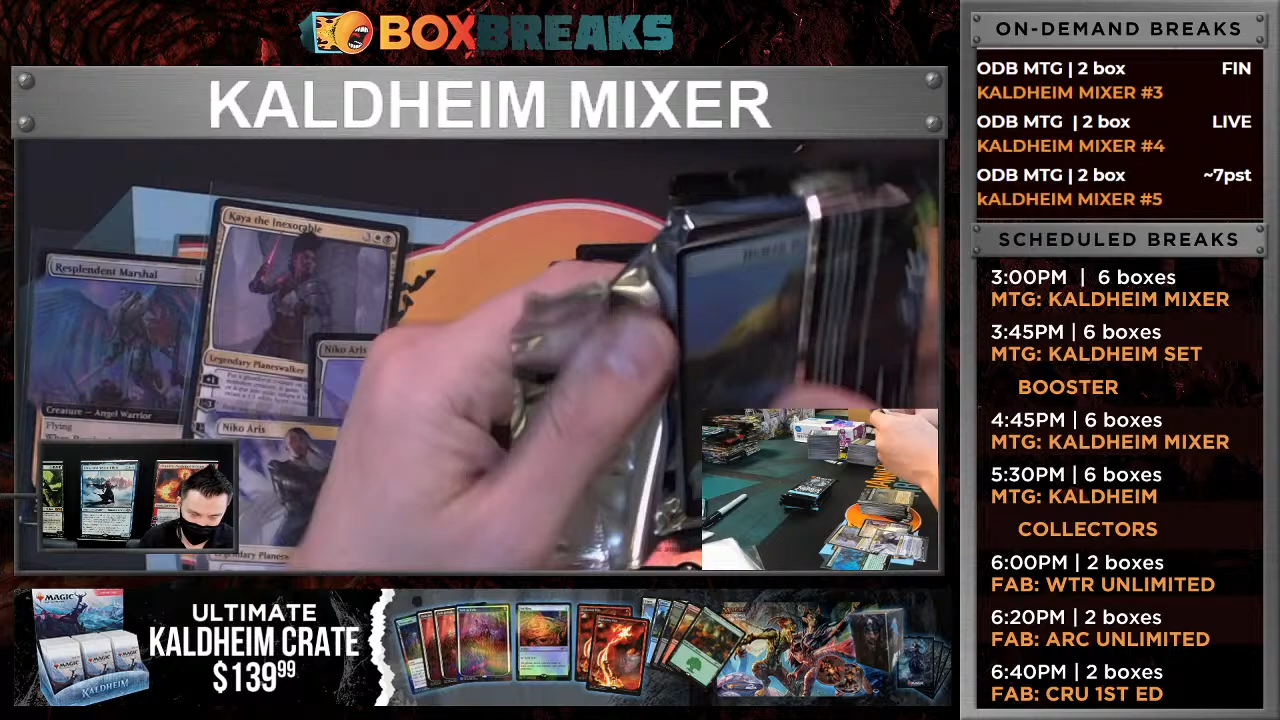 BOXBREAKS
KALDHEIM MIXER
Kaya the Inexorable
Legendary Planeswalker
Resplendent Marshal
Creature — Angel Warrior
Flying
Niko Aris
Niko Aris
Legendary Planeswalker
ULTIMATE
KALDHEIM CRATE
$139.99
MAGIC
KALDHEIM
ON-DEMAND BREAKS
ODB MTG | 2 box FIN
KALDHEIM MIXER #3
ODB MTG | 2 box LIVE
KALDHEIM MIXER #4
ODB MTG | 2 box ~7pst
kALDHEIM MIXER #5
SCHEDULED BREAKS
3:00PM | 6 boxes
MTG: KALDHEIM MIXER
3:45PM | 6 boxes
MTG: KALDHEIM SET
BOOSTER
4:45PM | 6 boxes
MTG: KALDHEIM MIXER
5:30PM | 6 boxes
MTG: KALDHEIM
COLLECTORS
6:00PM | 2 boxes
FAB: WTR UNLIMITED
6:20PM | 2 boxes
FAB: ARC UNLIMITED
6:40PM | 2 boxes
FAB: CRU 1ST ED